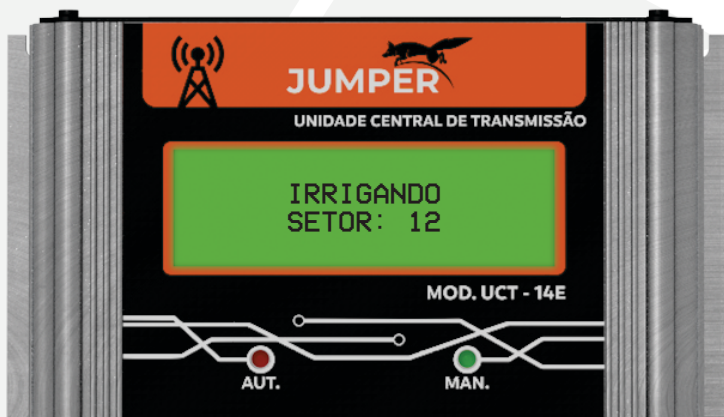 JUMPER
UNIDADE CENTRAL DE TRANSMISSÃO
IRRIGANDO
SETOR: 12
MOD. UCT - 14E
AUT.
MAN.